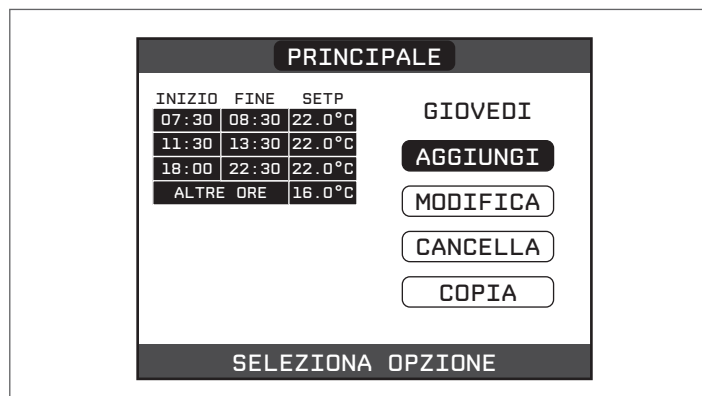 PRINCIPALE
INIZIO FINE SETP
07:30 08:30 22.0°C
11:30 13:30 22.0°C
18:00 22:30 22.0°C
ALTRE ORE 16.0°C
GIOVEDI
AGGIUNGI
MODIFICA
CANCELLA
COPIA
SELEZIONA OPZIONE